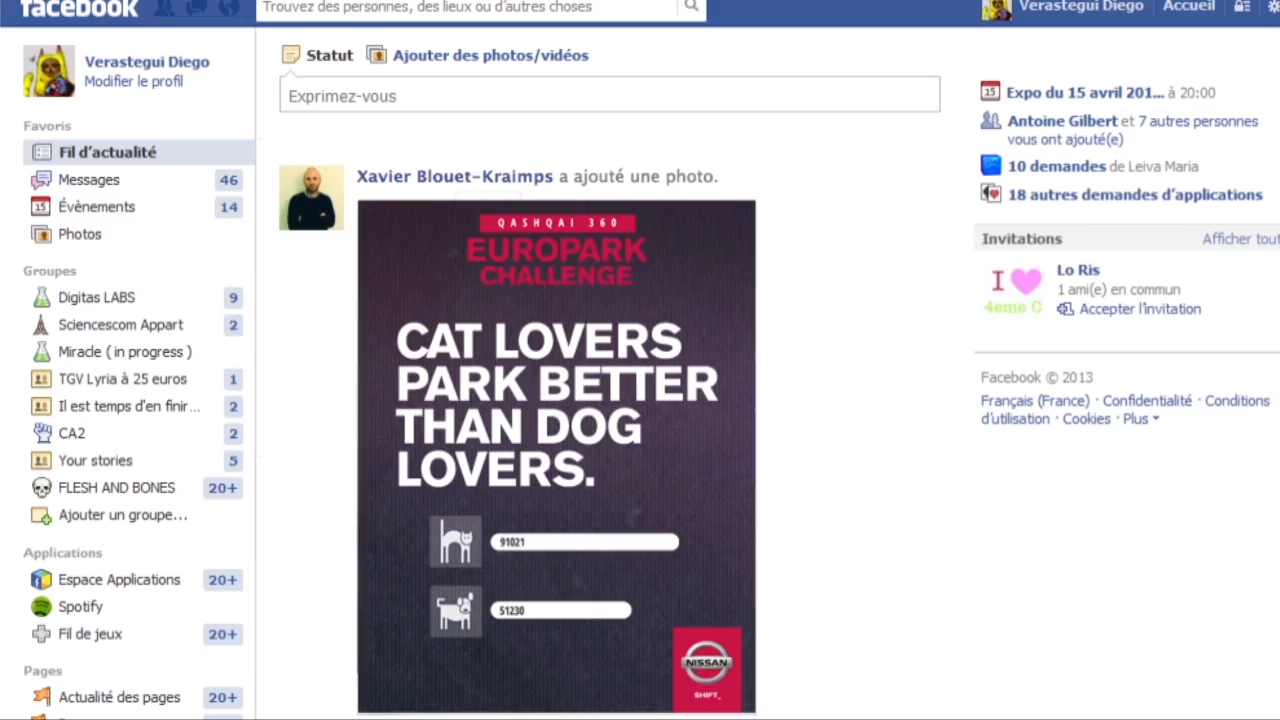 facebook
Trouvez des personnes, des lieux ou d'autres choses
Verastegui Diego
Accueil
Verastegui Diego
Modifier le profil
Favoris
Fil d'actualité
Messages 46
15 Évènements 14
Photos
Groupes
Digitas LABS 9
Sciencescom Appart 2
Miracle ( in progress )
TGV Lyria à 25 euros 1
Il est temps d'en finir... 2
CA2 2
Your stories 5
FLESH AND BONES 20+
Ajouter un groupe...
Applications
Espace Applications 20+
Spotify
Fil de jeux 20+
Pages
Actualité des pages 20+
Statut Ajouter des photos/vidéos
Exprimez-vous
Xavier Blouet-Kraimps a ajouté une photo.
QASHQAI 360
EUROPARK
CHALLENGE
CAT LOVERS
PARK BETTER
THAN DOG
LOVERS.
91021
51230
NISSAN
SHIFT_
15 Expo du 15 avril 201... à 20:00
Antoine Gilbert et 7 autres personnes
vous ont ajouté(e)
10 demandes de Leiva Maria
18 autres demandes d'applications
Invitations Afficher tout
I
4eme C
Lo Ris
1 ami(e) en commun
Accepter l'invitation
Facebook © 2013
Français (France) · Confidentialité · Conditions
d'utilisation · Cookies · Plus